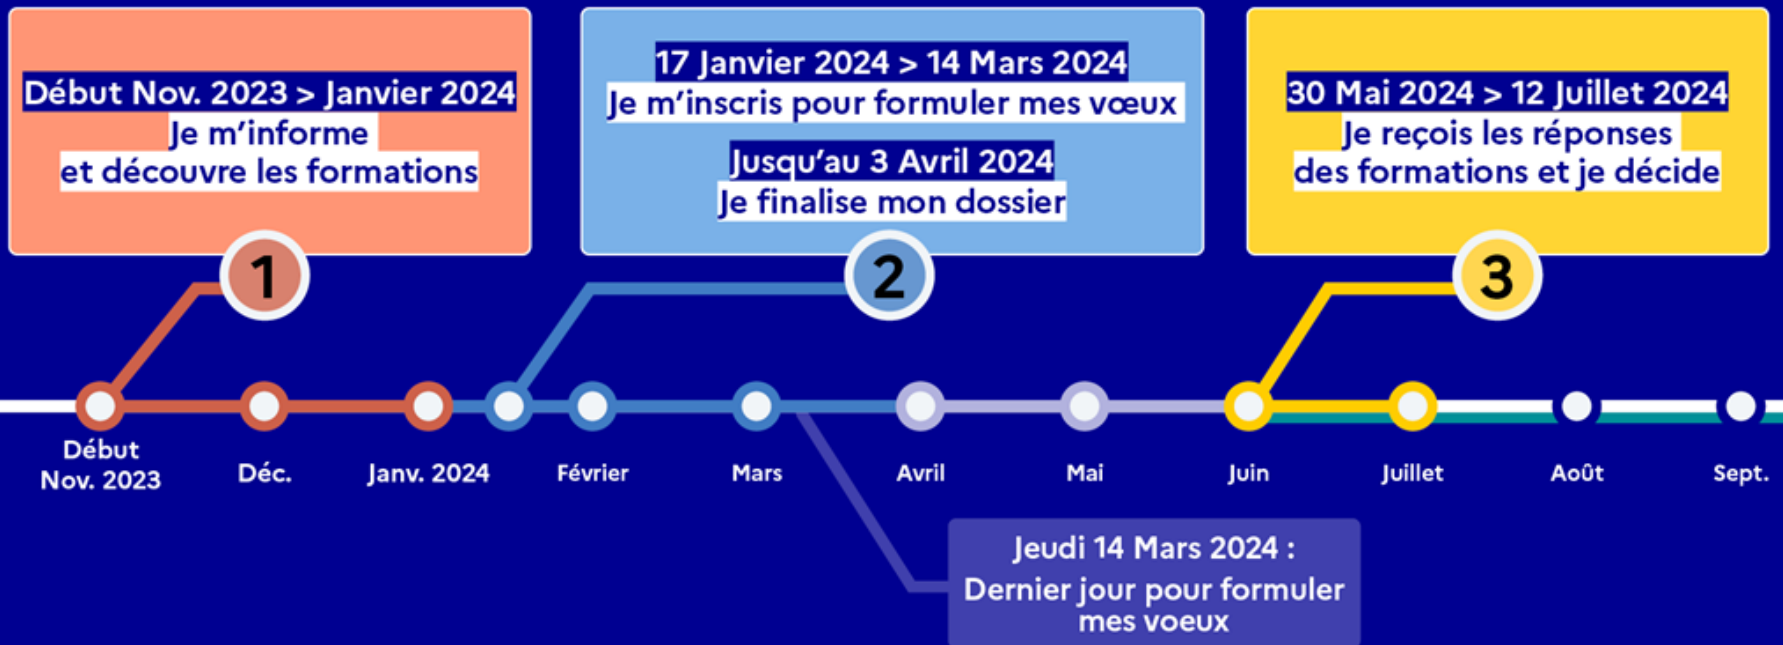 Début Nov. 2023 > Janvier 2024
Je m'informe
et découvre les formations
1
17 Janvier 2024 > 14 Mars 2024
Je m'inscris pour formuler mes vœux
Jusqu'au 3 Avril 2024
Je finalise mon dossier
2
30 Mai 2024 > 12 Juillet 2024
Je reçois les réponses
des formations et je décide
3
Début
Nov. 2023
Déc.
Janv. 2024
Février
Mars
Avril
Mai
Juin
Juillet
Août
Sept.
Jeudi 14 Mars 2024 :
Dernier jour pour formuler
mes voeux